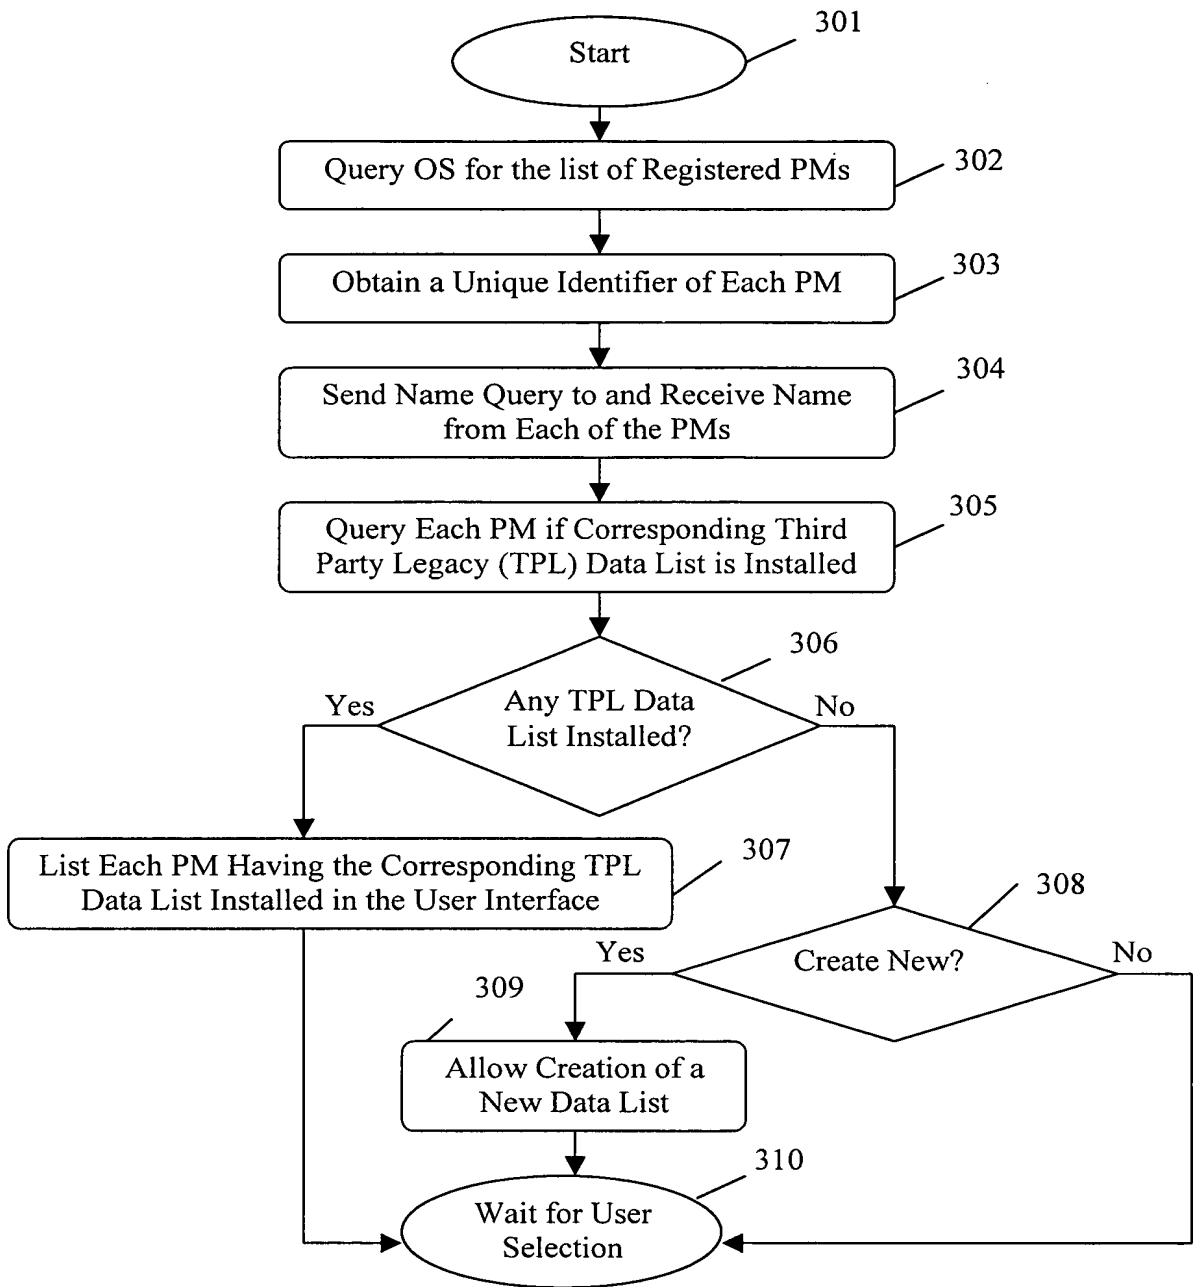 301
Start
302
Query OS for the list of Registered PMs
303
Obtain a Unique Identifier of Each PM
304
Send Name Query to and Receive Name
from Each of the PMs
305
Query Each PM if Corresponding Third
Party Legacy (TPL) Data List is Installed
306
Any TPL Data
List Installed?
Yes
No
307
List Each PM Having the Corresponding TPL
Data List Installed in the User Interface
308
Create New?
Yes
No
309
Allow Creation of a
New Data List
310
Wait for User
Selection